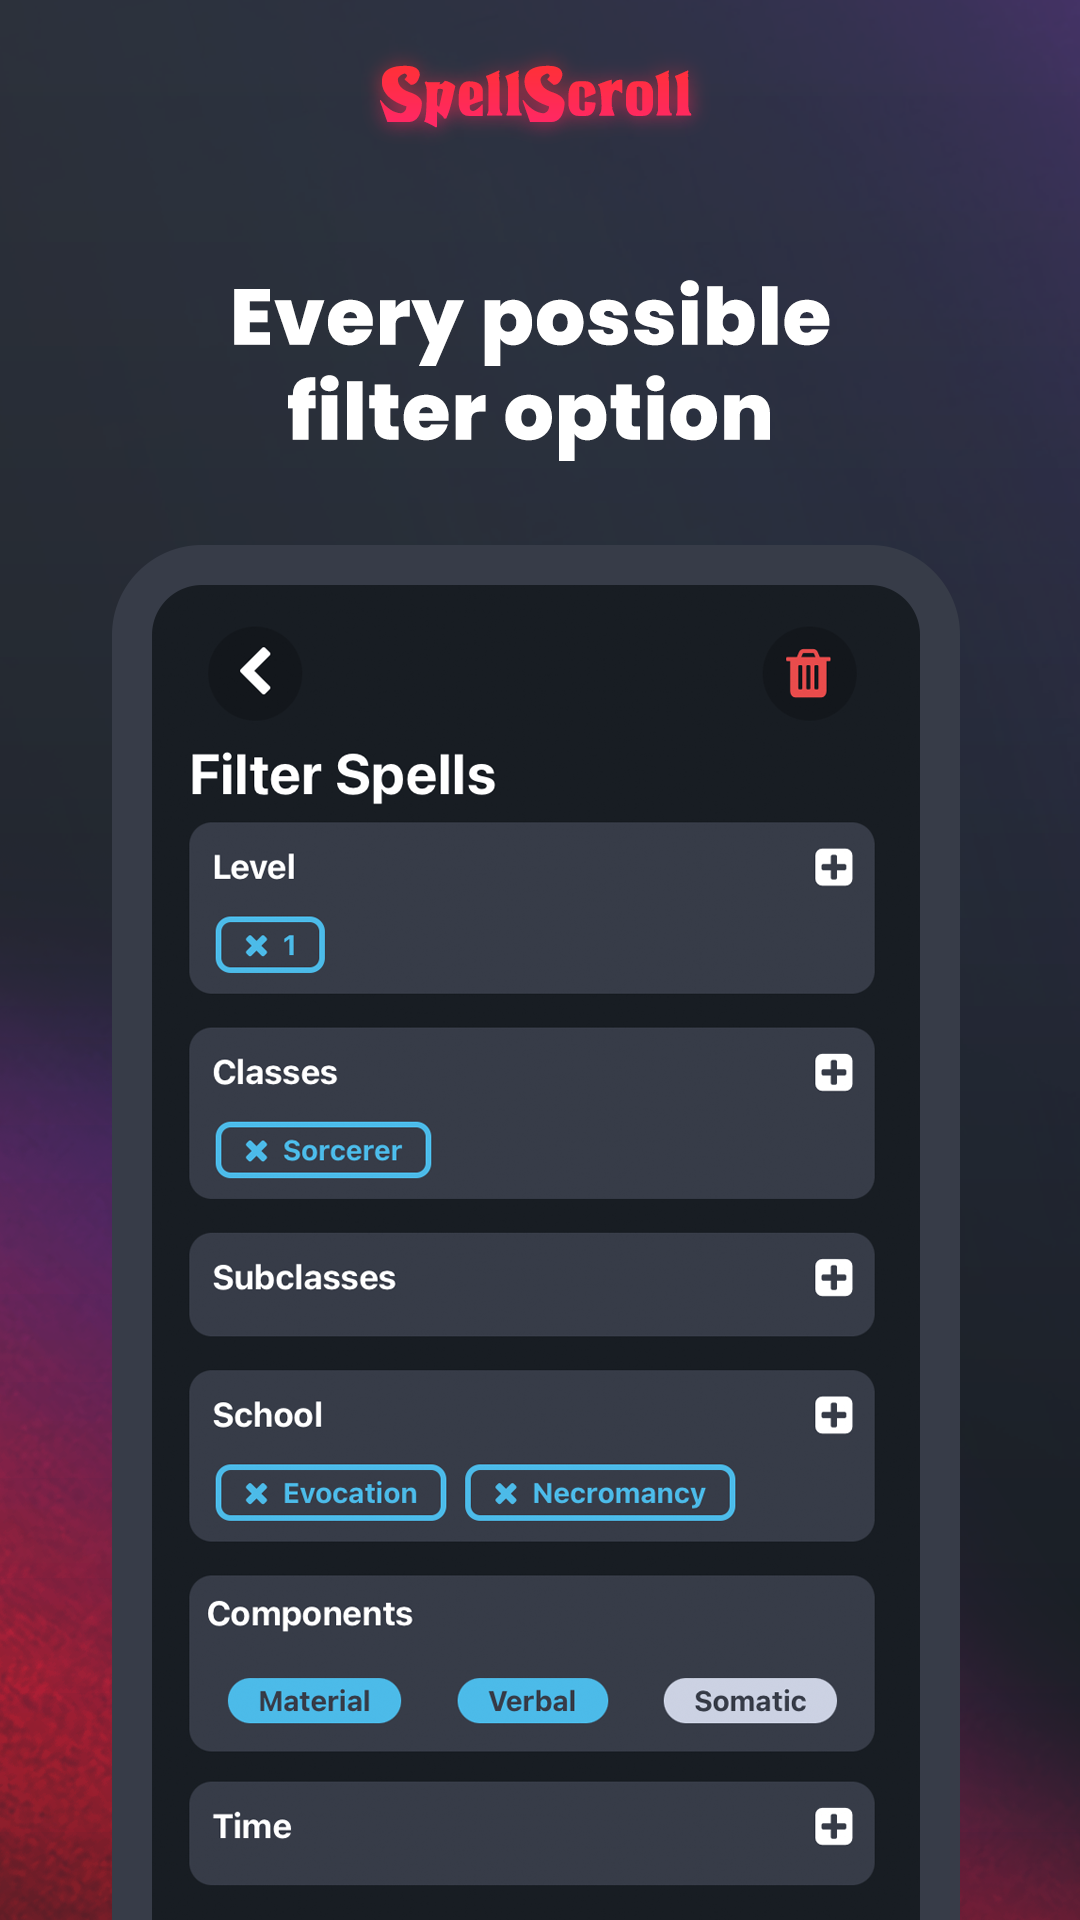 SpellScroll
Every possible
filter option
Filter Spells
Level
1
Classes
Sorcerer
Subclasses
School
Evocation Necromancy
Components
Material Verbal Somatic
Time